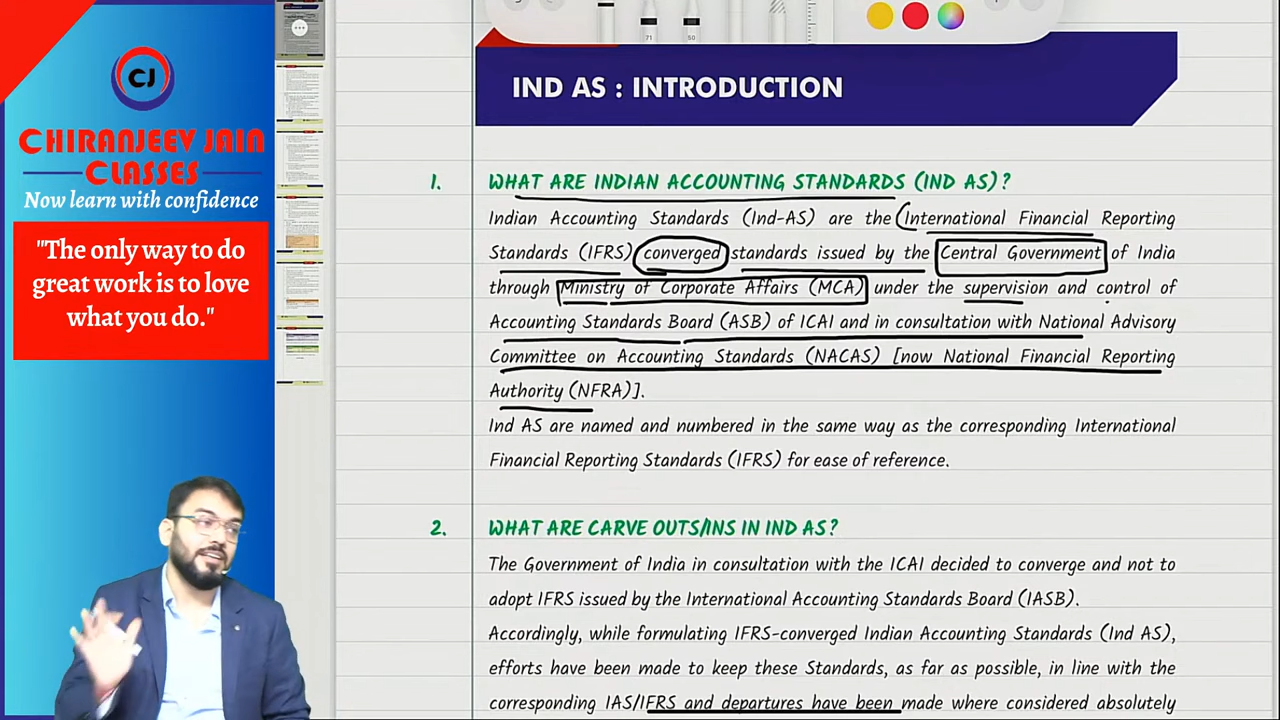 CJ
CHIRANJEEV JAIN
CLASSES
Now learn with confidence
"The only way to do
great work is to love
what you do."
71
50
IND AS : INTRODUCTION
1.
WHAT ARE INDIAN ACCOUNTING STANDARDS (IND AS)?
Indian Accounting Standards (Ind-AS) are International Financial Reporting
Standards (IFRS) converged standards issued by the Central Government of India
through Ministry of Corporate Affairs (MCA) under the supervision and control of
Accounting Standards Board (ASB) of ICAI and in consultation with National Advisory
Committee on Accounting Standards (NACAS) [now National Financial Reporting
Authority (NFRA)].
Ind AS are named and numbered in the same way as the corresponding International
Financial Reporting Standards (IFRS) for ease of reference.
2.
WHAT ARE CARVE OUTS/INS IN IND AS?
The Government of India in consultation with the ICAI decided to converge and not to
adopt IFRS issued by the International Accounting Standards Board (IASB).
Accordingly, while formulating IFRS-converged Indian Accounting Standards (Ind AS),
efforts have been made to keep these Standards, as far as possible, in line with the
corresponding IFRS and departures have been made where considered absolutely